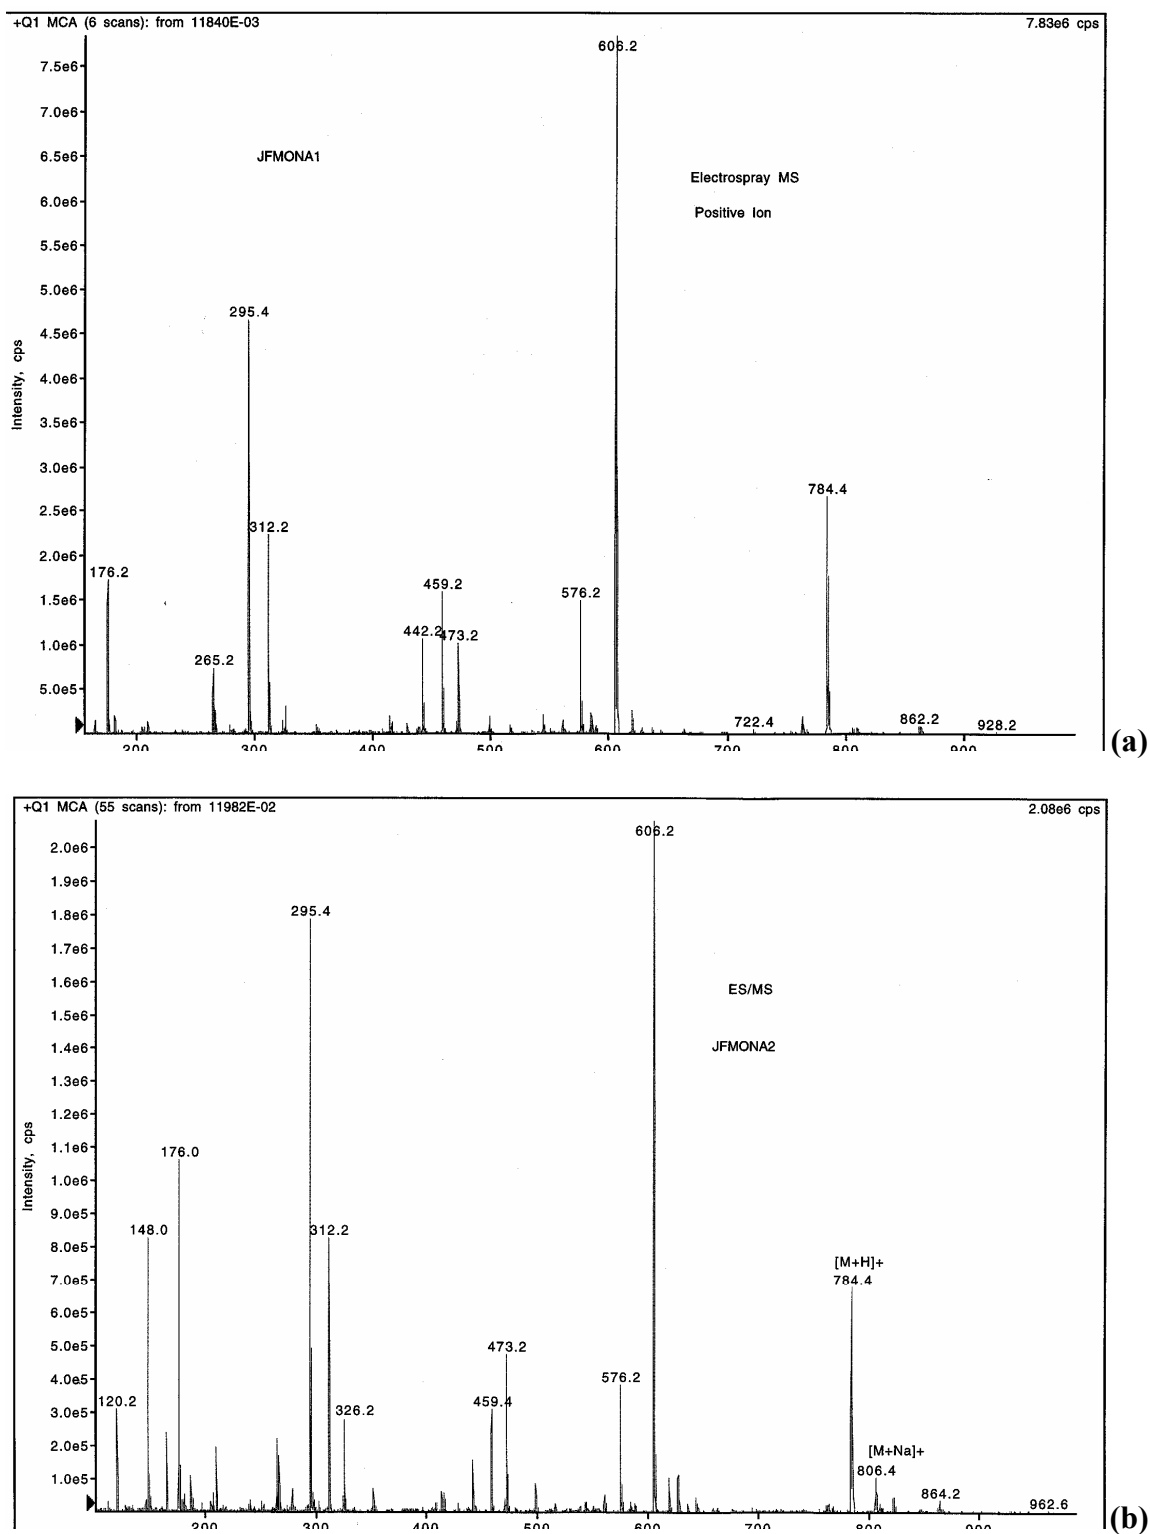 +Q1 MCA (6 scans): from 11840E-03 7.83e6 cps
606.2
7.5e6
7.0e6
6.5e6
JFMONA1
Electrospray MS
6.0e6
Positive Ion
5.5e6
5.0e6
295.4
4.5e6
Intensity, cps
4.0e6
3.5e6
3.0e6
784.4
2.5e6
312.2
2.0e6
176.2
459.2
576.2
1.5e6
442.2
473.2
1.0e6
265.2
5.0e5
722.4
862.2
928.2
200 300 400 500 600 700 800 900
(a)
+Q1 MCA (55 scans): from 11982E-02 2.08e6 cps
606.2
2.0e6
1.9e6
295.4
1.8e6
1.7e6
1.6e6
ES/MS
1.5e6
JFMONA2
1.4e6
1.3e6
1.2e6
Intensity, cps
1.1e6
176.0
1.0e6
9.0e5
148.0
312.2
8.0e5
[M+H]+
784.4
7.0e5
6.0e5
5.0e5
473.2
576.2
4.0e5
120.2
326.2
459.4
3.0e5
2.0e5
[M+Na]+
806.4
1.0e5
864.2
962.6
200 300 400 500 600 700 800 900
(b)